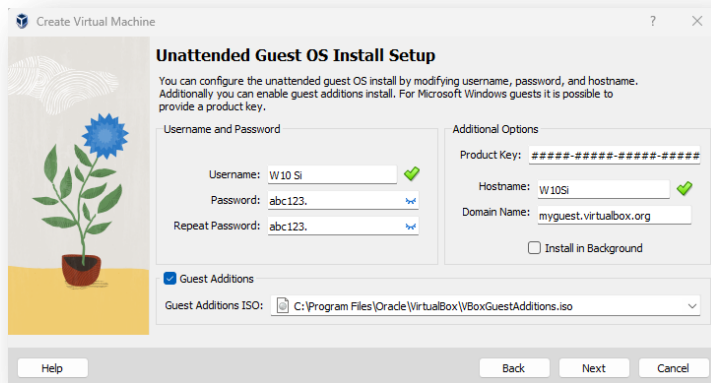 Create Virtual Machine
Unattended Guest OS Install Setup
You can configure the unattended guest OS install by modifying username, password, and hostname.
Additionally you can enable guest additions install. For Microsoft Windows guests it is possible to
provide a product key.
Username and Password
Username: W10 Si
Password: abc123.
Repeat Password: abc123.
Additional Options
Product Key: #####-#####-#####-#####
Hostname: W10Si
Domain Name: myguest.virtualbox.org
Install in Background
Guest Additions
Guest Additions ISO: C:\Program Files\Oracle\VirtualBox\VBoxGuestAdditions.iso
Help
Back
Next
Cancel